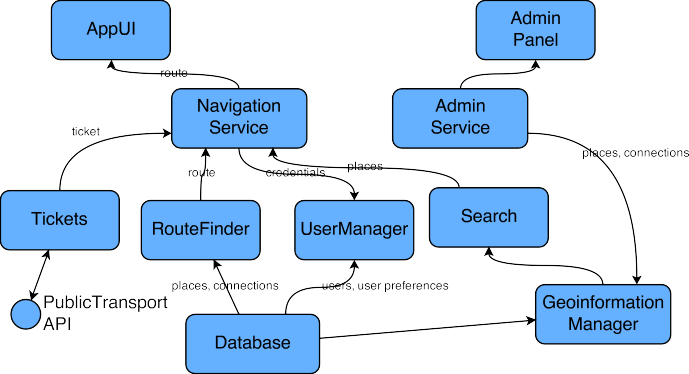 AppUI
Admin
Panel
route
Navigation
Service
Admin
Service
ticket
places, connections
places
route
credentials
Tickets
RouteFinder
UserManager
Search
places, connections
users, user preferences
PublicTransport
API
Geoinformation
Manager
Database